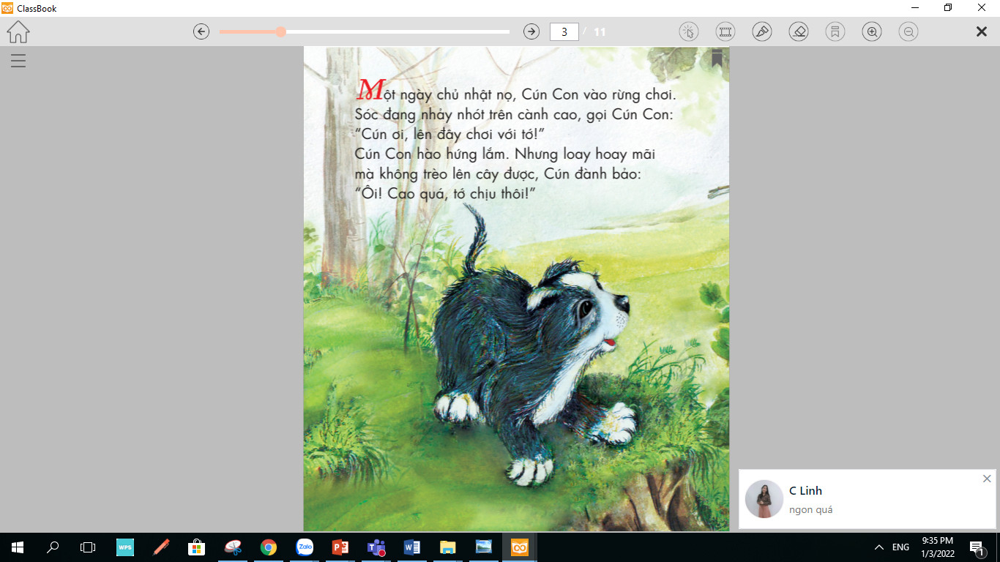 ClassBook
3 / 11
Một ngày chủ nhật nọ, Cún Con vào rừng chơi.
Sóc đang nhảy nhót trên cành cao, gọi Cún Con:
“Cún ơi, lên đây chơi với tớ!”
Cún Con hào hứng lắm. Nhưng loay hoay mãi
mà không trèo lên cây được, Cún đành bảo:
“Ôi! Cao quá, tớ chịu thôi!”
C Linh
ngon quá
WPS
Zalo
ENG
9:35 PM
1/3/2022
1